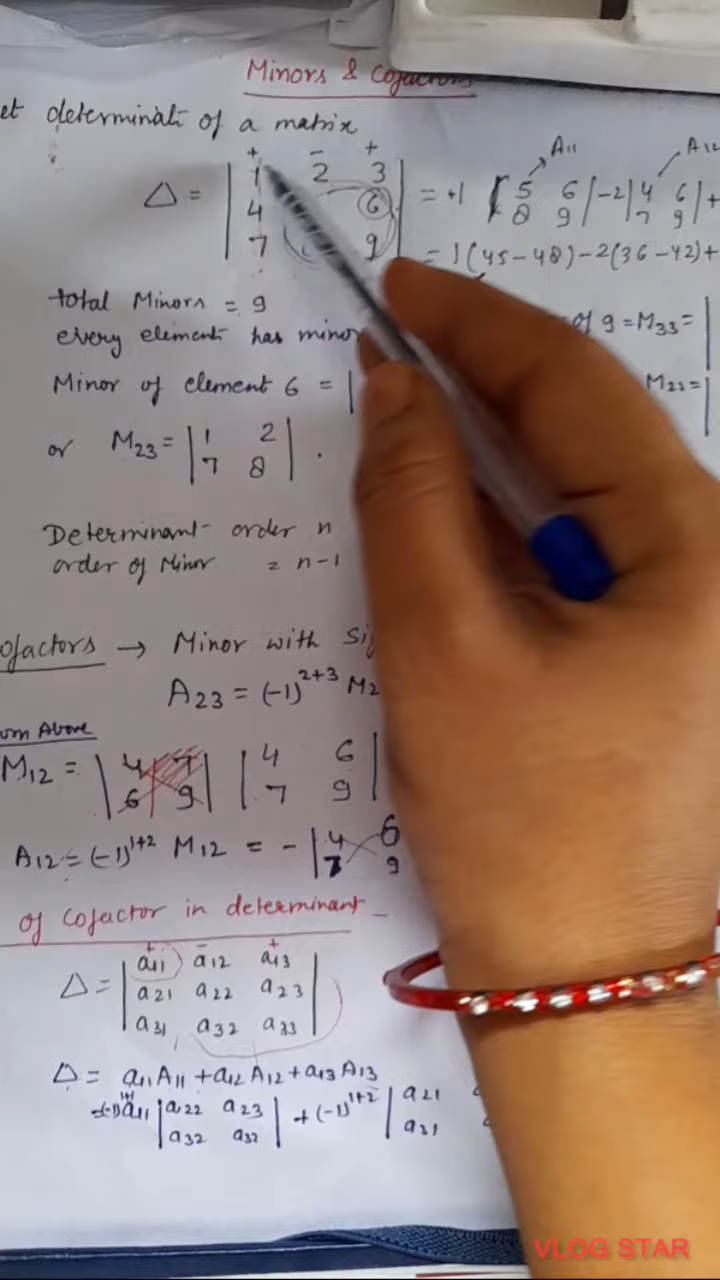 Minors & Cofactors
et determinati of a matrix
+ - +
Δ = | 1 2 3 | = +1 | 5 6 | -2 | 4 6 | +
4 6 8 9 7 9
7 9 = 1(45-48)-2(36-42)+
A11 A12
total Minors = 9
every element has minor of 9 = M33 = |
Minor of element 6 = | M22 = |
or M23 = | 1 2 |
7 8 .
Determinant order n
order of Minor = n-1
ofactors → Minor with Si
A23 = (-1)^2+3 M2
om Above
M12 = | 4 7 | | 4 6 |
6 9 7 9
A12 = (-1)^1+2 M12 = - | 4 6
7 9
of Cofactor in determinant
+ - +
Δ = | a11 a12 a13 |
a21 a22 a23
a31 a32 a33
Δ = a11A11 + a12A12 + a13A13
(-1)^1+1 a11 | a22 a23 | + (-1)^1+2 | a21
a32 a32 a31
VLOG STAR